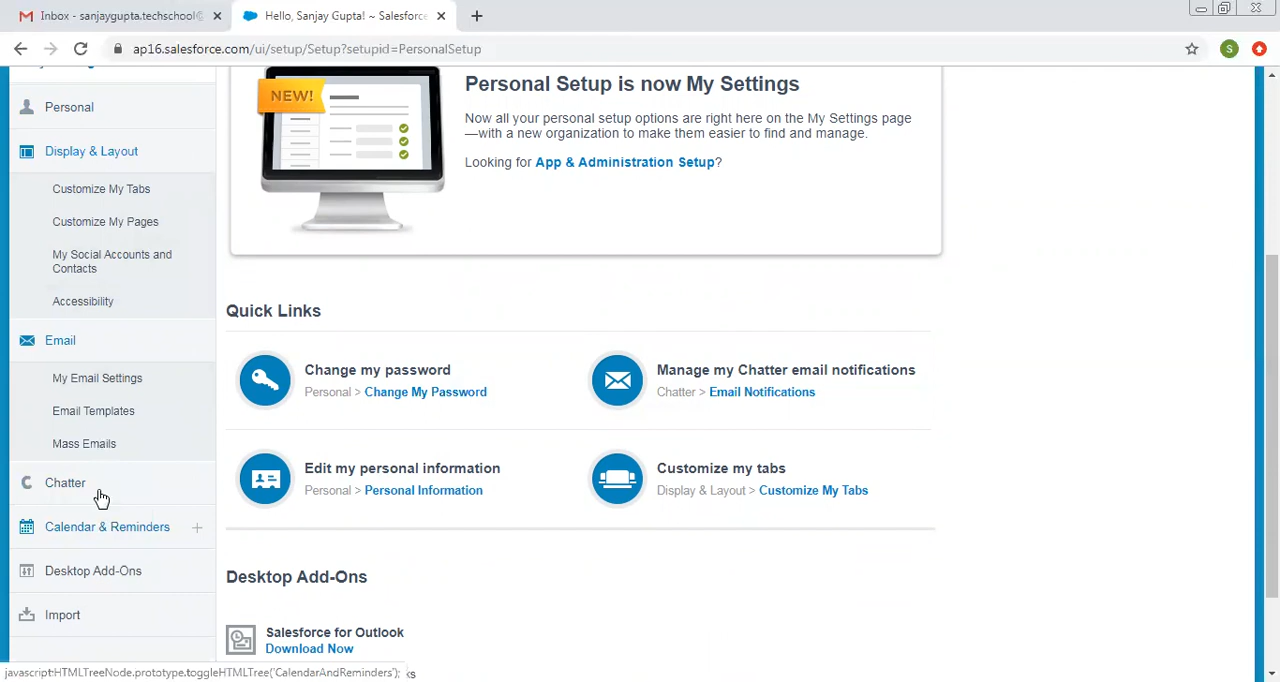 Inbox - sanjaygupta.techschool@
Hello, Sanjay Gupta! ~ Salesforce
ap16.salesforce.com/ui/setup/Setup?setupid=PersonalSetup
S
Personal
Display & Layout
Customize My Tabs
Customize My Pages
My Social Accounts and
Contacts
Accessibility
Email
My Email Settings
Email Templates
Mass Emails
Chatter
Calendar & Reminders
Desktop Add-Ons
Import
NEW!
Personal Setup is now My Settings
Now all your personal setup options are right here on the My Settings page
—with a new organization to make them easier to find and manage.
Looking for App & Administration Setup?
Quick Links
Change my password
Personal > Change My Password
Manage my Chatter email notifications
Chatter > Email Notifications
Edit my personal information
Personal > Personal Information
Customize my tabs
Display & Layout > Customize My Tabs
Desktop Add-Ons
Salesforce for Outlook
Download Now
javascript:HTMLTreeNode.prototype.toggleHTMLTree('CalendarAndReminders');